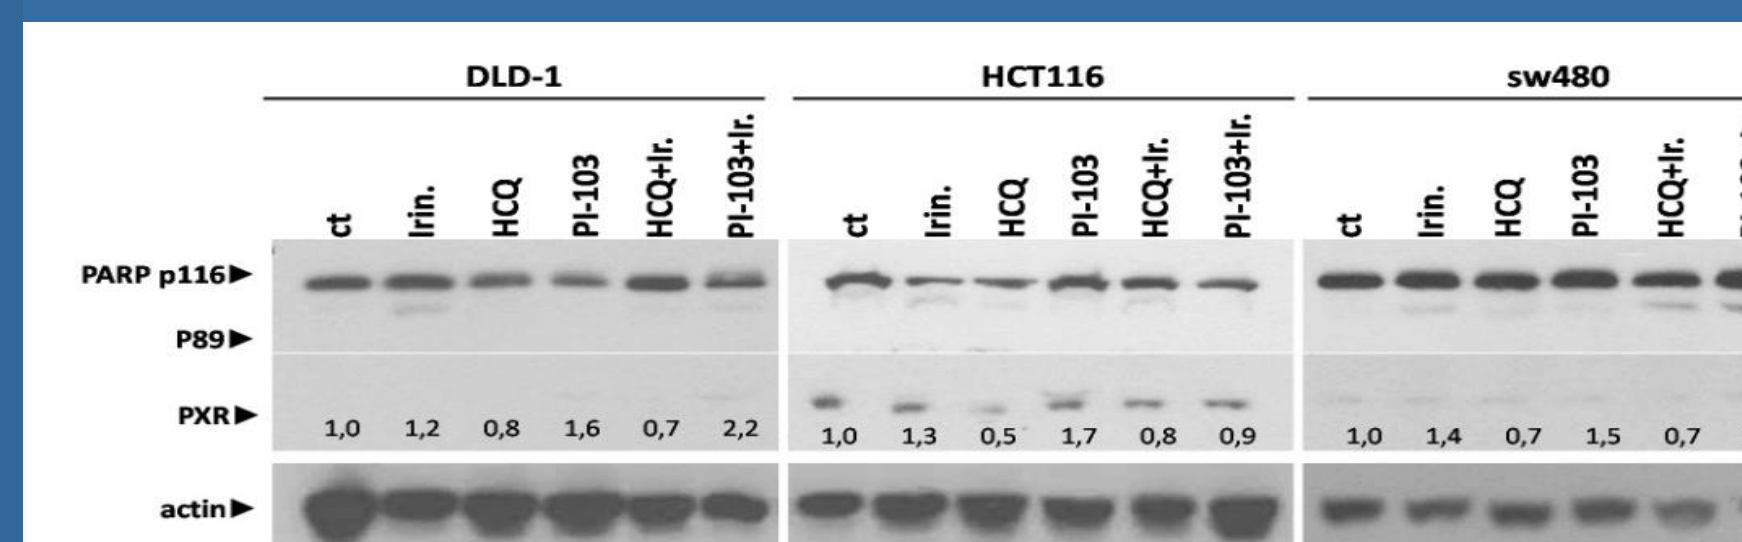 DLD-1 HCT116 sw480
ct Irin. HCQ PI-103 HCQ+Ir. PI-103+Ir. ct Irin. HCQ PI-103 HCQ+Ir. PI-103+Ir. ct Irin. HCQ PI-103 HCQ+Ir.
PARP p116
P89
PXR
1,0 1,2 0,8 1,6 0,7 2,2 1,0 1,3 0,5 1,7 0,8 0,9 1,0 1,4 0,7 1,5 0,7
actin